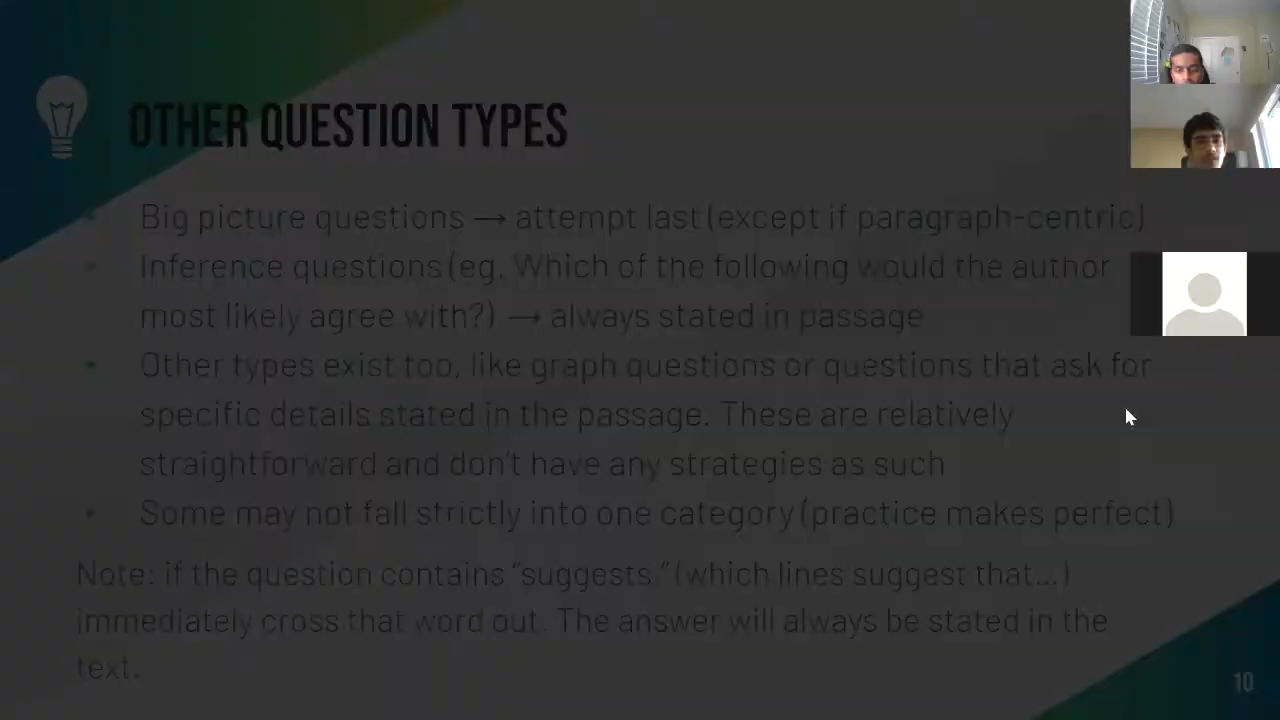 OTHER QUESTION TYPES
Big picture questions → attempt last (except if paragraph-centric)
Inference questions (eg. Which of the following would the author
most likely agree with?) → always stated in passage
Other types exist too, like graph questions or questions that ask for
specific details stated in the passage. These are relatively
straightforward and don't have any strategies as such
Some may not fall strictly into one category (practice makes perfect)
Note: if the question contains “suggests” (which lines suggest that...)
immediately cross that word out. The answer will always be stated in the
text.
10